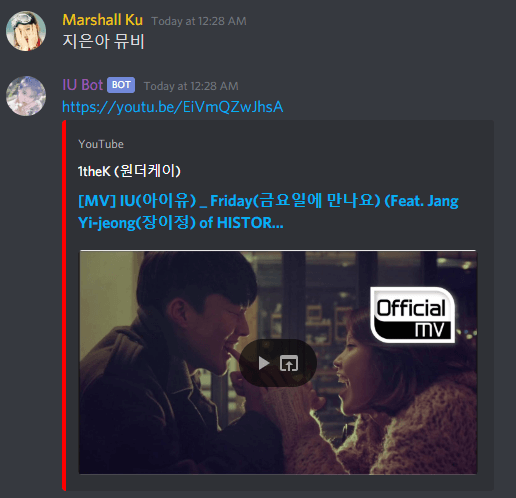 Marshall Ku Today at 12:28 AM
지은아 뮤비
IU Bot BOT Today at 12:28 AM
https://youtu.be/EiVmQZwJhsA
YouTube
1theK (원더케이)
[MV] IU(아이유) _ Friday(금요일에 만나요) (Feat. Jang
Yi-jeong(장이정) of HISTOR...
Official
MV